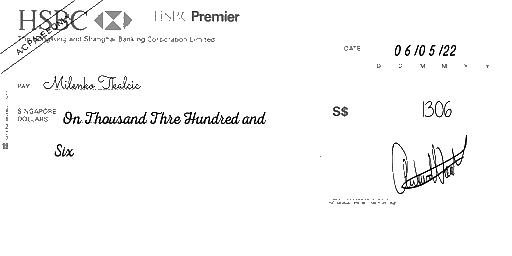 HSBC HSBC Premier
A/C PAYEE ONLY
The Hongkong and Shanghai Banking Corporation Limited
DATE 06/05/22
D D M M Y Y
PAY Milenko Tkalcic
SINGAPORE DOLLARS On Thousand Thre Hundred and
Six
S$ 1306